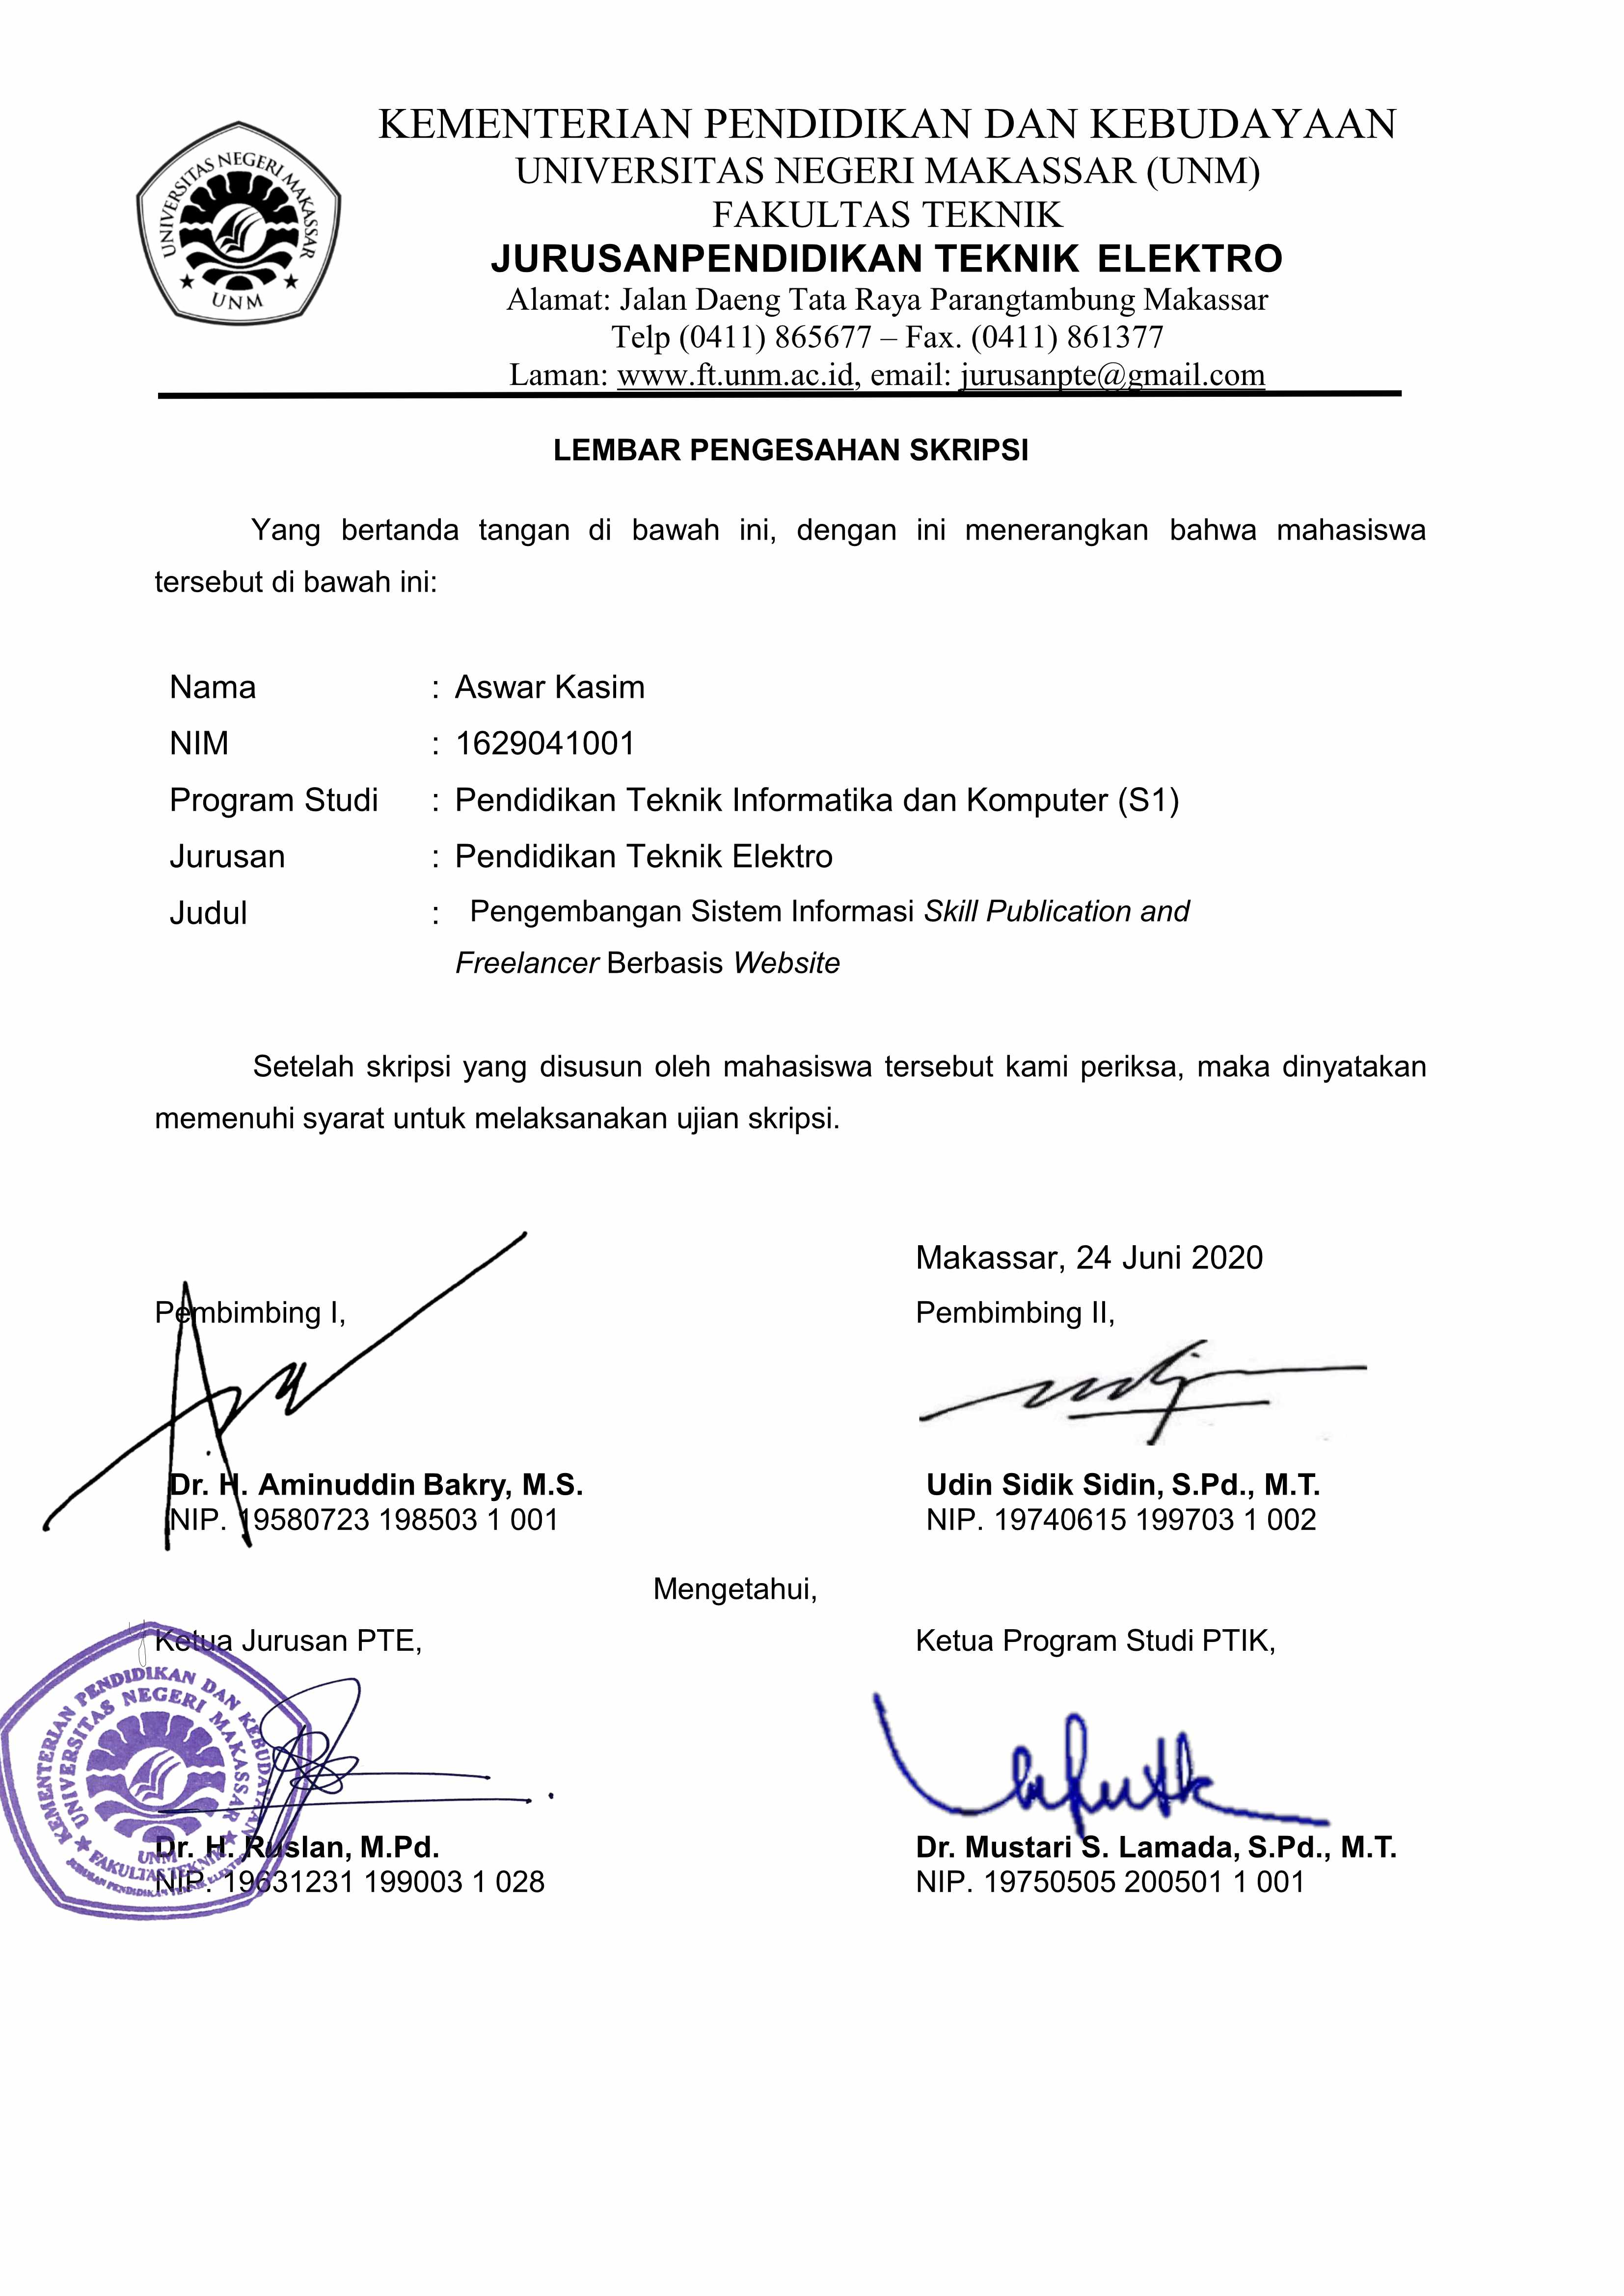 UNIVERSITAS NEGERI MAKASSAR
UNM
KEMENTERIAN PENDIDIKAN DAN KEBUDAYAAN
UNIVERSITAS NEGERI MAKASSAR (UNM)
FAKULTAS TEKNIK
JURUSANPENDIDIKAN TEKNIK ELEKTRO
Alamat: Jalan Daeng Tata Raya Parangtambung Makassar
Telp (0411) 865677 – Fax. (0411) 861377
Laman: www.ft.unm.ac.id, email: jurusanpte@gmail.com
LEMBAR PENGESAHAN SKRIPSI
Yang bertanda tangan di bawah ini, dengan ini menerangkan bahwa mahasiswa
tersebut di bawah ini:
Nama : Aswar Kasim
NIM : 1629041001
Program Studi : Pendidikan Teknik Informatika dan Komputer (S1)
Jurusan : Pendidikan Teknik Elektro
Judul : Pengembangan Sistem Informasi Skill Publication and
Freelancer Berbasis Website
Setelah skripsi yang disusun oleh mahasiswa tersebut kami periksa, maka dinyatakan
memenuhi syarat untuk melaksanakan ujian skripsi.
Makassar, 24 Juni 2020
Pembimbing I, Pembimbing II,
Dr. H. Aminuddin Bakry, M.S. Udin Sidik Sidin, S.Pd., M.T.
NIP. 19580723 198503 1 001 NIP. 19740615 199703 1 002
Mengetahui,
Ketua Jurusan PTE, Ketua Program Studi PTIK,
KEMENTERIAN PENDIDIKAN DAN KEBUDAYAAN
UNIVERSITAS NEGERI MAKASSAR
UNM
FAKULTAS TEKNIK
JURUSAN PENDIDIKAN TEKNIK ELEKTRO
Dr. H. Ruslan, M.Pd. Dr. Mustari S. Lamada, S.Pd., M.T.
NIP. 19631231 199003 1 028 NIP. 19750505 200501 1 001